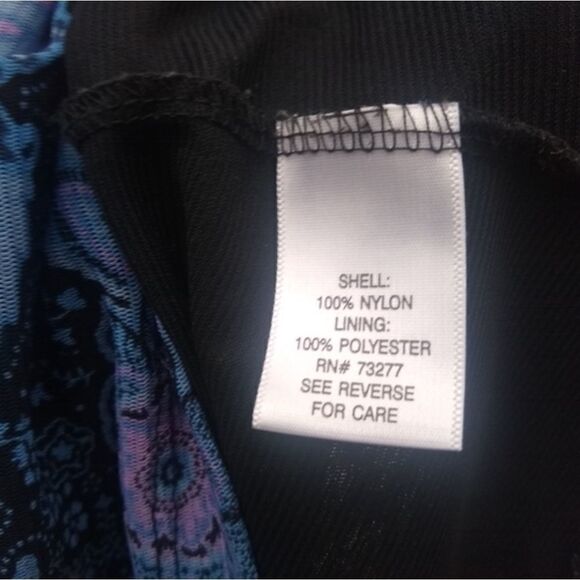 SHELL:
100% NYLON
LINING:
100% POLYESTER
RN# 73277
SEE REVERSE
FOR CARE